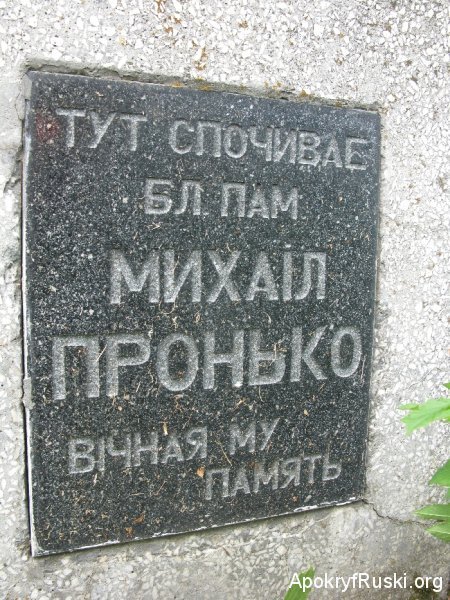 ТУТ СПОЧИВАЕ
БЛ. ПАМ
МИХАІЛ
ПРОНЬКО
ВІЧНАЯ МУ
ПАМЯТЬ
ApokryfRuski.org